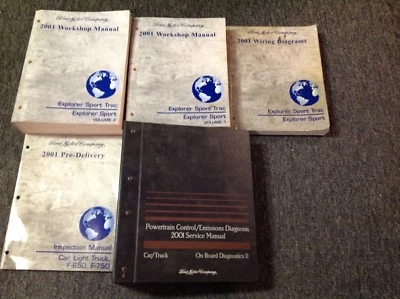 Ford Motor Company
2001 Workshop Manual
Explorer Sport Trac
Explorer Sport
VOLUME 2
Ford Motor Company
2001 Workshop Manual
Explorer Sport Trac
Explorer Sport
VOLUME 1
Ford Motor Company
2001 Wiring Diagrams
Explorer Sport Trac
Explorer Sport
Ford Motor Company
2001 Pre-Delivery
Inspection Manual
Car, Light Truck,
F-650, F-750
Powertrain Control/Emissions Diagnosis
2001 Service Manual
Car/Truck On Board Diagnostics II
Ford Motor Company